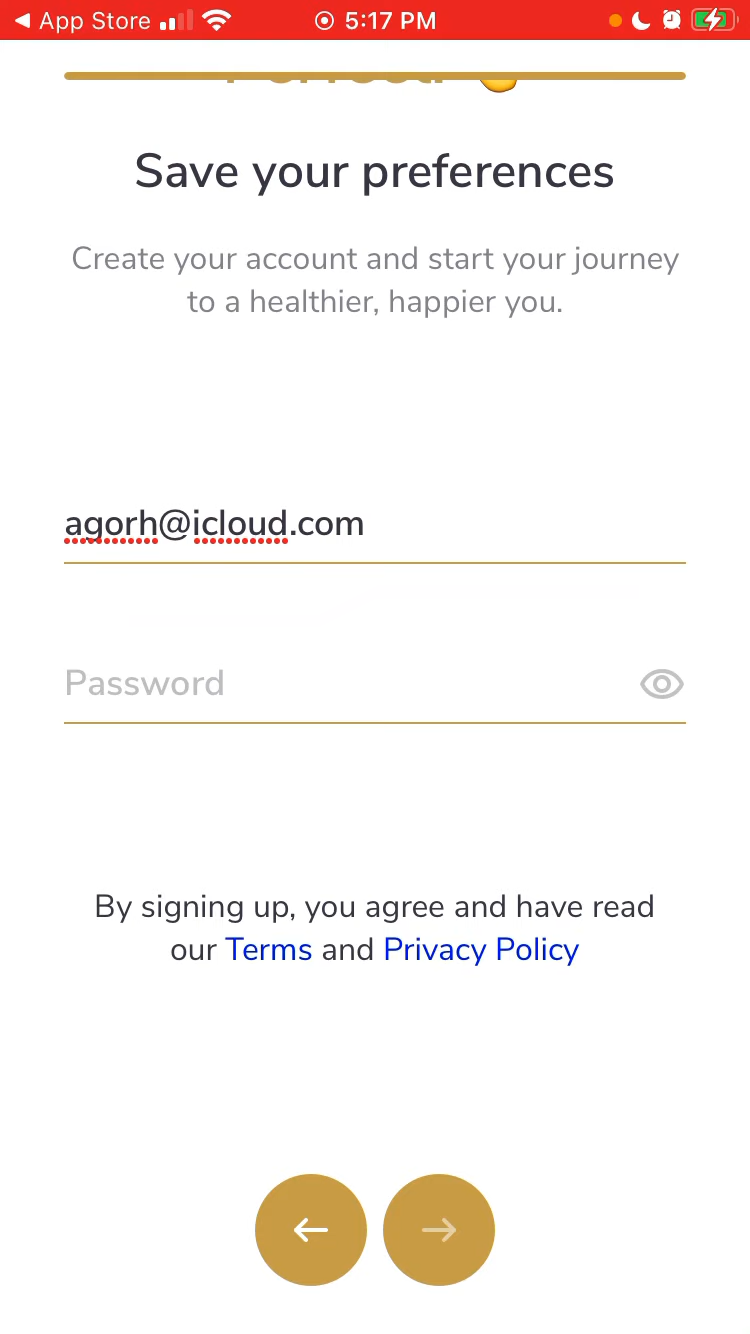 App Store
5:17 PM
Save your preferences
Create your account and start your journey
to a healthier, happier you.
agorh@icloud.com
Password
By signing up, you agree and have read
our Terms and Privacy Policy